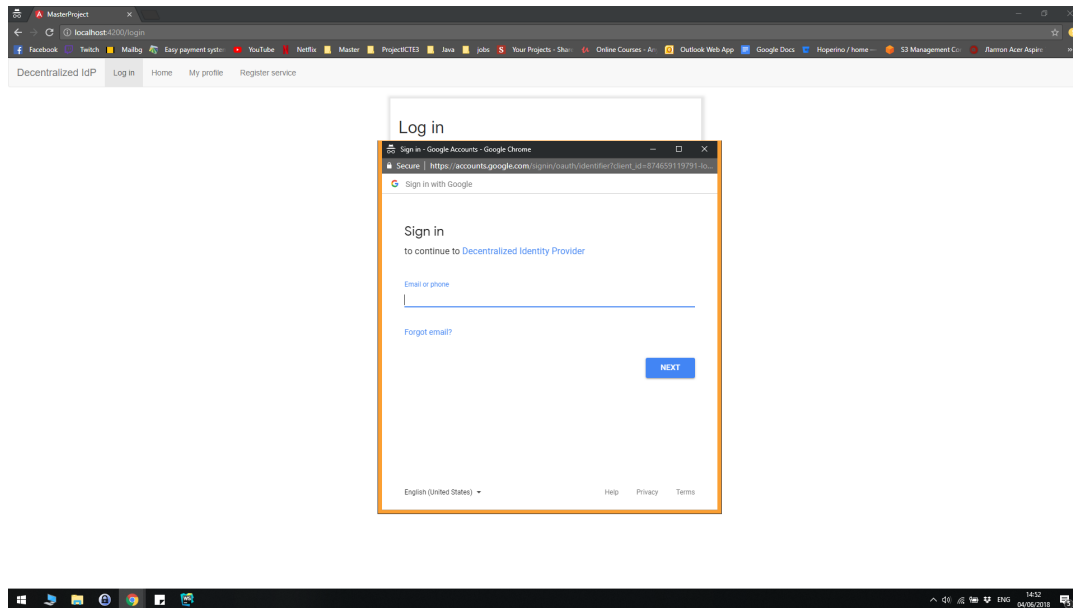 MasterProject
localhost:4200/login
Facebook Twitch Mailbg Easy payment system YouTube Netflix Master ProjectICTE3 Java jobs Your Projects - Shar Online Courses - An Outlook Web App Google Docs Hoperino / home — S3 Management Co Лаптоп Acer Aspire »
Decentralized IdP Log in Home My profile Register service
Log in
Sign in - Google Accounts - Google Chrome
Secure | https://accounts.google.com/signin/oauth/identifier?client_id=874659119791-lo...
Sign in with Google
Sign in
to continue to Decentralized Identity Provider
Email or phone
Forgot email?
NEXT
English (United States) Help Privacy Terms
ENG 14:52
04/06/2018